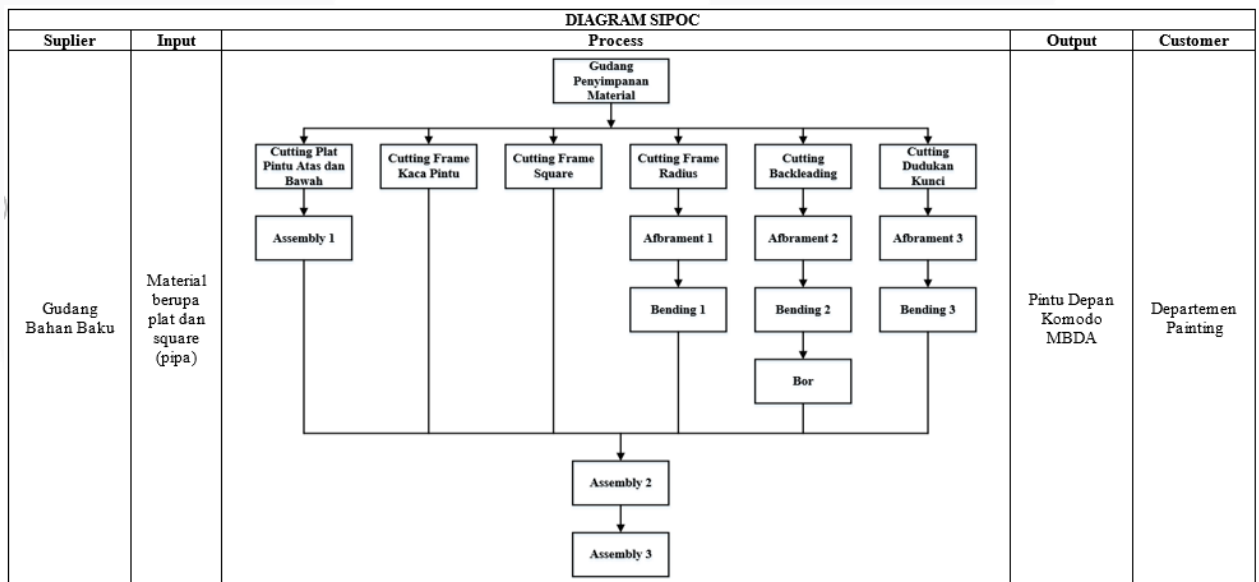 DIAGRAM SIPOC
Suplier
Input
Process
Output
Customer
Gudang
Bahan Baku
Material
berupa
plat dan
square
(pipa)
Gudang
Penyimpanan
Material
Cutting Plat
Pintu Atas dan
Bawah
Cutting Frame
Kaca Pintu
Cutting Frame
Square
Cutting Frame
Radius
Cutting
Backleading
Cutting
Dudukan
Kunci
Assembly 1
Afbrament 1
Afbrament 2
Afbrament 3
Bending 1
Bending 2
Bending 3
Bor
Assembly 2
Assembly 3
Pintu Depan
Komodo
MBDA
Departemen
Painting